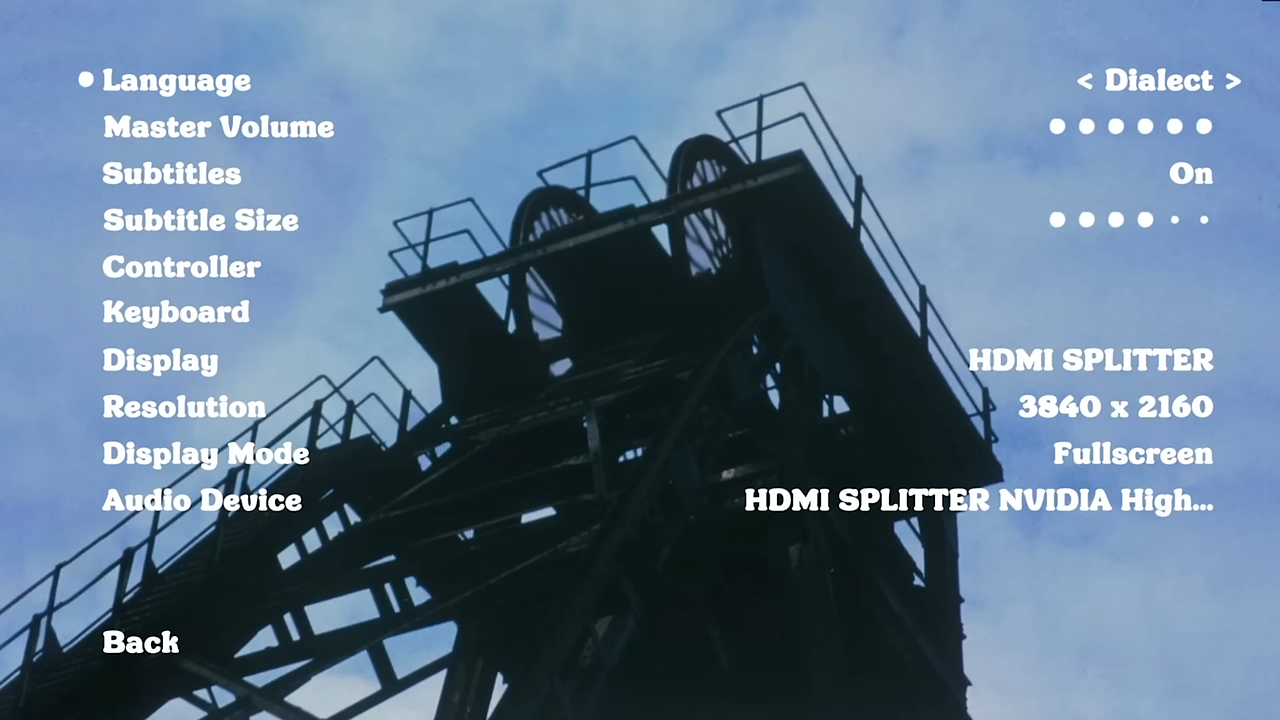 Language < Dialect >
Master Volume
Subtitles On
Subtitle Size
Controller
Keyboard
Display HDMI SPLITTER
Resolution 3840 x 2160
Display Mode Fullscreen
Audio Device HDMI SPLITTER NVIDIA High...
Back